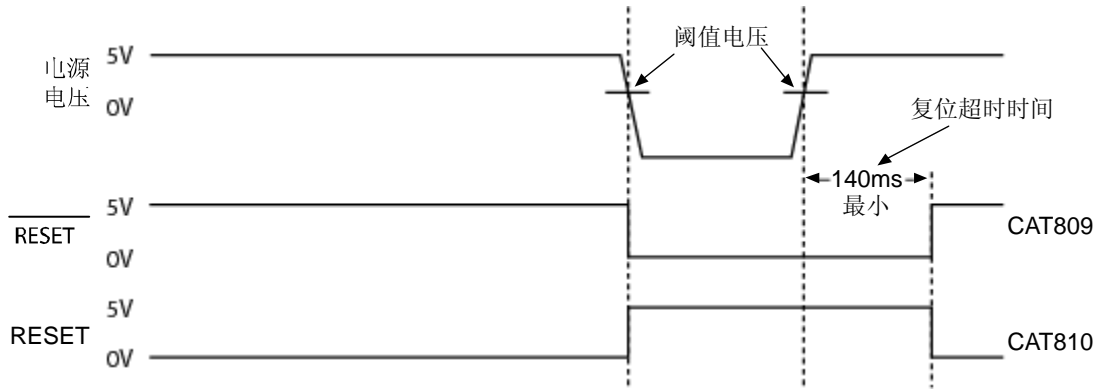 阈值电压
电源
电压
5V
0V
复位超时时间
140ms
最小
RESET
5V
0V
CAT809
RESET
5V
0V
CAT810